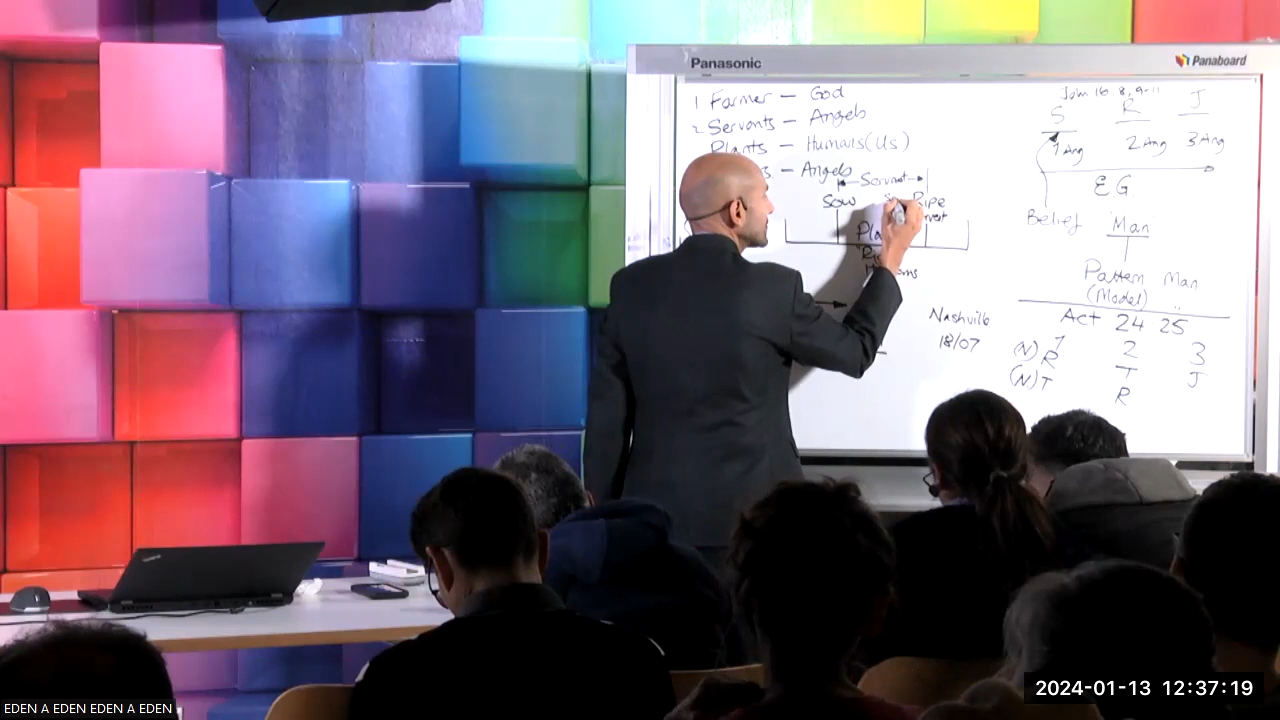 Panasonic
Panaboard
1 Farmer – God
2 Servants – Angels
Plants – Humans (Us)
– Angels
Servant
Sow
Ripe
John 16. 8, 9-11
S R J
1 Ang 2 Ang 3 Ang
E.G.
Belief Man
Pattern Man
(Model)
Act 24 25
Nashville
18/07
(N) 1 2 3
R T J
(N) T R
EDEN A EDEN EDEN A EDEN
2024-01-13 12:37:19